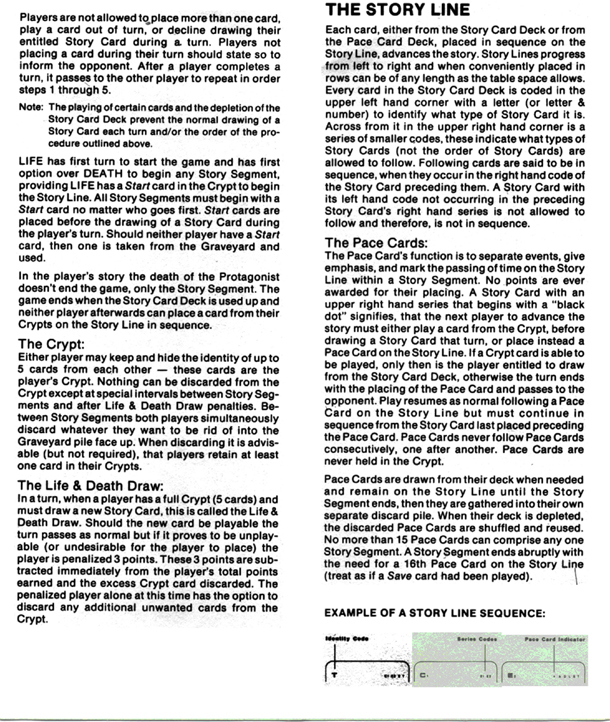 Players are not allowed to place more than one card,
play a card out of turn, or decline drawing their
entitled Story Card during a turn. Players not
placing a card during their turn should state so to
inform the opponent. After a player completes a
turn, it passes to the other player to repeat in order
steps 1 through 5.
Note: The playing of certain cards and the depletion of the
Story Card Deck prevent the normal drawing of a
Story Card each turn and/or the order of the pro-
cedure outlined above.
LIFE has first turn to start the game and has first
option over DEATH to begin any Story Segment,
providing LIFE has a Start card in the Crypt to begin
the Story Line. All Story Segments must begin with a
Start card no matter who goes first. Start cards are
placed before the drawing of a Story Card during
the player's turn. Should neither player have a Start
card, then one is taken from the Graveyard and
used.
In the player's story the death of the Protagonist
doesn't end the game, only the Story Segment. The
game ends when the Story Card Deck is used up and
neither player afterwards can place a card from their
Crypts on the Story Line in sequence.
The Crypt:
Either player may keep and hide the identity of up to
5 cards from each other — these cards are the
player's Crypt. Nothing can be discarded from the
Crypt except at special intervals between Story Seg-
ments and after Life & Death Draw penalties. Be-
tween Story Segments both players simultaneously
discard whatever they want to be rid of into the
Graveyard pile face up. When discarding it is advis-
able (but not required), that players retain at least
one card in their Crypts.
The Life & Death Draw:
In a turn, when a player has a full Crypt (5 cards) and
must draw a new Story Card, this is called the Life &
Death Draw. Should the new card be playable the
turn passes as normal but if it proves to be unplay-
able (or undesirable for the player to place) the
player is penalized 3 points. These 3 points are sub-
tracted immediately from the player's total points
earned and the excess Crypt card discarded. The
penalized player alone at this time has the option to
discard any additional unwanted cards from the
Crypt.
THE STORY LINE
Each card, either from the Story Card Deck or from
the Pace Card Deck, placed in sequence on the
Story Line, advances the story. Story Lines progress
from left to right and when conveniently placed in
rows can be of any length as the table space allows.
Every card in the Story Card Deck is coded in the
upper left hand corner with a letter (or letter &
number) to identify what type of Story Card it is.
Across from it in the upper right hand corner is a
series of smaller codes, these indicate what types of
Story Cards (not the order of Story Cards) are
allowed to follow. Following cards are said to be in
sequence, when they occur in the right hand code of
the Story Card preceding them. A Story Card with
its left hand code not occurring in the preceding
Story Card's right hand series is not allowed to
follow and therefore, is not in sequence.
The Pace Cards:
The Pace Card's function is to separate events, give
emphasis, and mark the passing of time on the Story
Line within a Story Segment. No points are ever
awarded for their placing. A Story Card with an
upper right hand series that begins with a "black
dot" signifies, that the next player to advance the
story must either play a card from the Crypt, before
drawing a Story Card that turn, or place instead a
Pace Card on the Story Line. If a Crypt card is able to
be played, only then is the player entitled to draw
from the Story Card Deck, otherwise the turn ends
with the placing of the Pace Card and passes to the
opponent. Play resumes as normal following a Pace
Card on the Story Line but must continue in
sequence from the Story Card last placed preceding
the Pace Card. Pace Cards never follow Pace Cards
consecutively, one after another. Pace Cards are
never held in the Crypt.
Pace Cards are drawn from their deck when needed
and remain on the Story Line until the Story
Segment ends, then they are gathered into their own
separate discard pile. When their deck is depleted,
the discarded Pace Cards are shuffled and reused.
No more than 15 Pace Cards can comprise any one
Story Segment. A Story Segment ends abruptly with
the need for a 16th Pace Card on the Story Line
(treat as if a Save card had been played).
EXAMPLE OF A STORY LINE SEQUENCE:
Identity Code Series Codes Pace Card Indicator
T C E